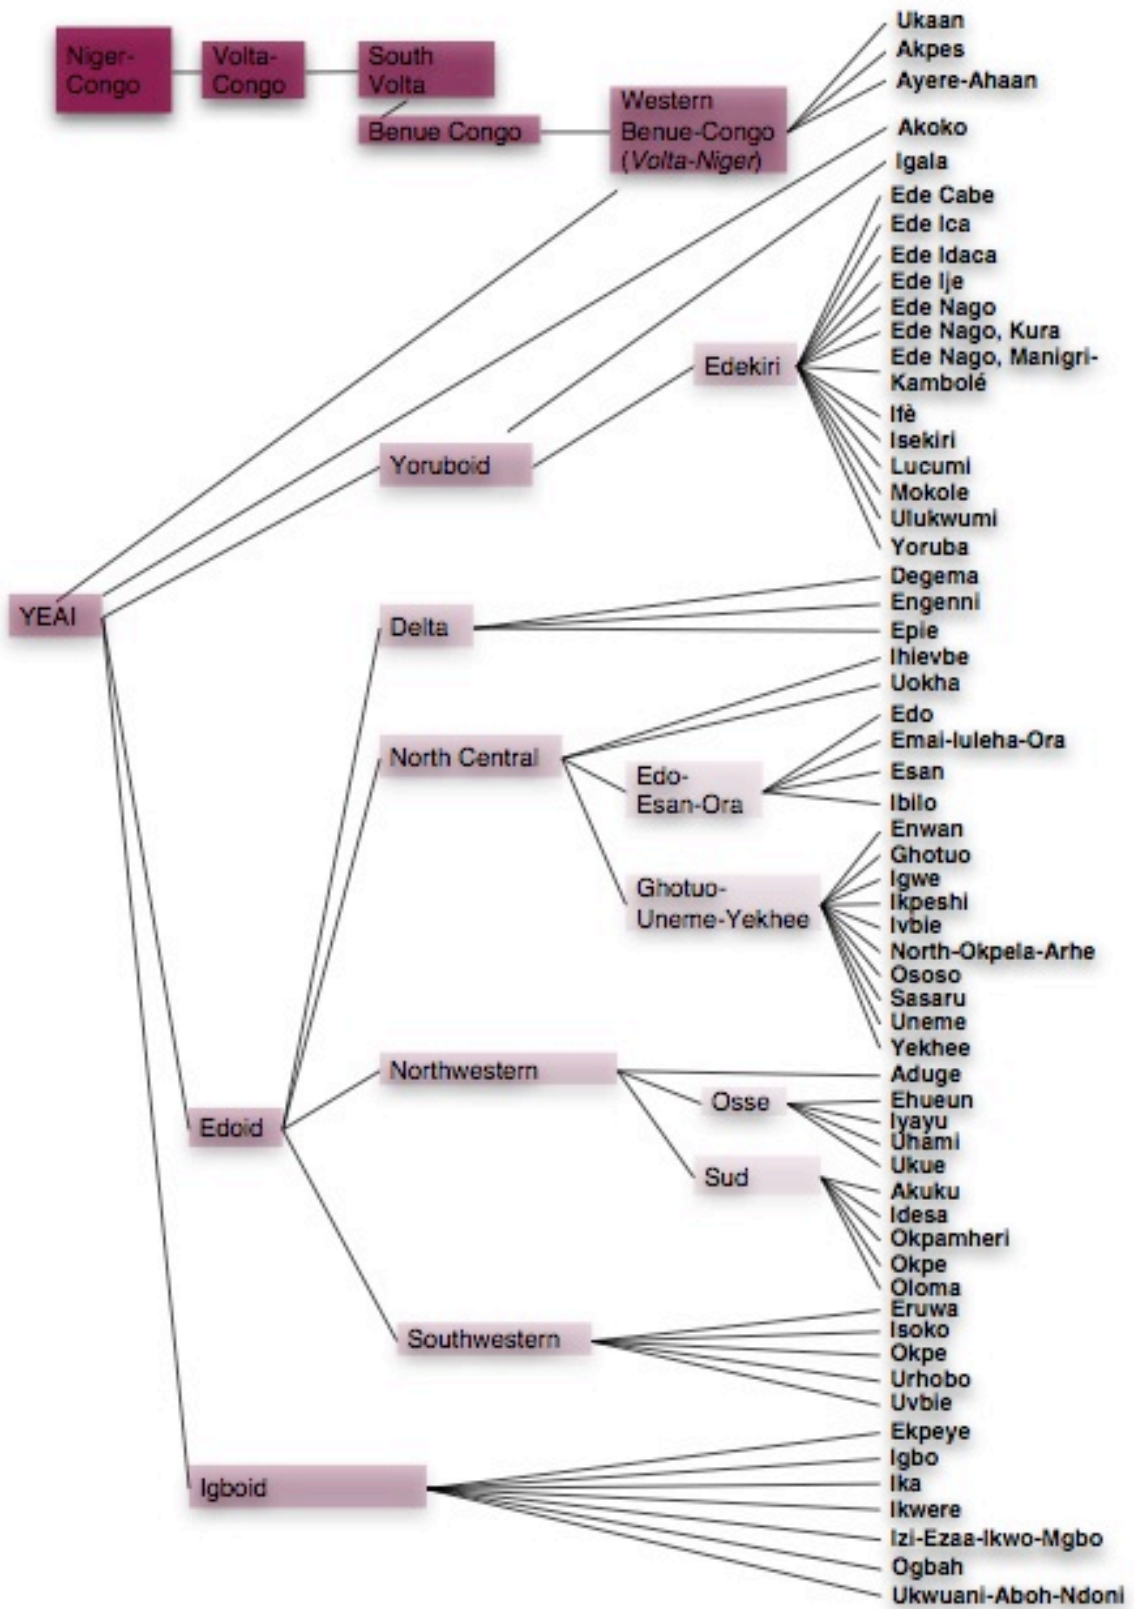 Niger-
Congo
Volta-
Congo
South
Volta
Benue Congo
Western
Benue-Congo
(Volta-Niger)
Ukaan
Akpes
Ayere-Ahaan
Akoko
Igala
Ede Cabe
Ede Ica
Ede Idaca
Ede Ije
Ede Nago
Ede Nago, Kura
Ede Nago, Manigri-
Kambolé
Ifè
Isekiri
Lucumi
Mokole
Ulukwumi
Yoruba
Edekiri
Yoruboid
YEAI
Delta
Degema
Engenni
Epie
Ihievbe
Uokha
North Central
Edo-
Esan-Ora
Edo
Emai-Iuleha-Ora
Esan
Ibilo
Ghotuo-
Uneme-Yekhee
Enwan
Ghotuo
Igwe
Ikpeshi
Ivbie
North-Okpela-Arhe
Ososo
Sasaru
Uneme
Yekhee
Northwestern
Aduge
Osse
Ehueun
Iyayu
Uhami
Ukue
Edoid
Sud
Akuku
Idesa
Okpamheri
Okpe
Oloma
Southwestern
Eruwa
Isoko
Okpe
Urhobo
Uvbie
Igboid
Ekpeye
Igbo
Ika
Ikwere
Izi-Ezaa-Ikwo-Mgbo
Ogbah
Ukwuani-Aboh-Ndoni